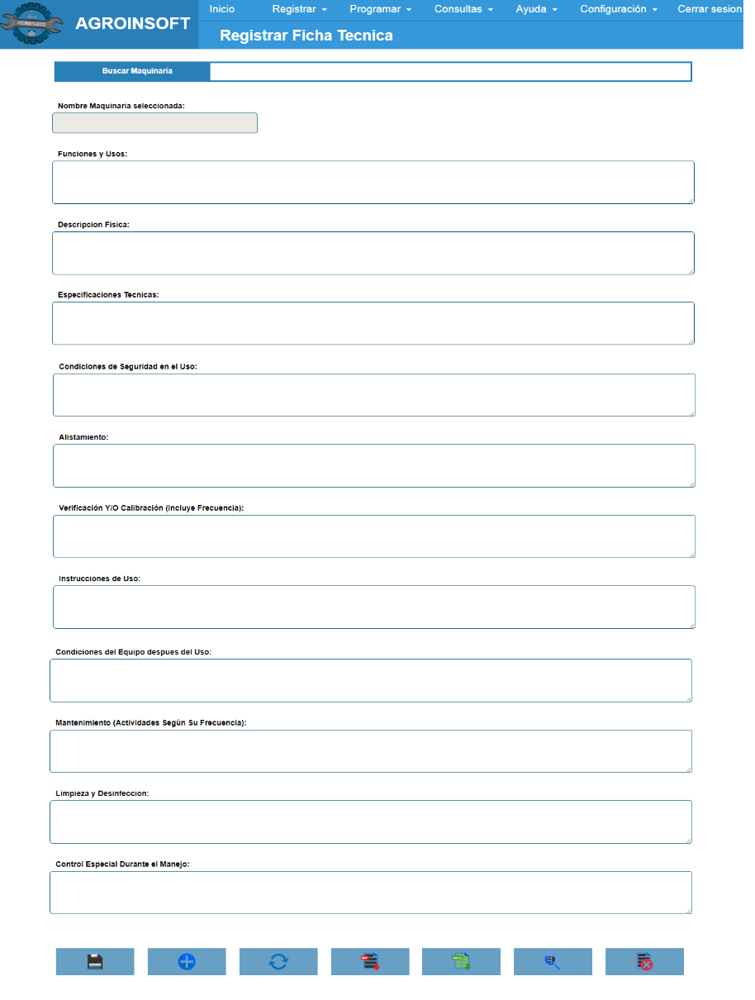 AGROINSOFT
Inicio Registrar Programar Consultas Ayuda Configuración Cerrar sesion
Registrar Ficha Tecnica
Buscar Maquinaria
Nombre Maquinaria seleccionada:
Funciones y Usos:
Descripcion Fisica:
Especificaciones Tecnicas:
Condiciones de Seguridad en el Uso:
Alistamiento:
Verificación Y/O Calibración (Incluye Frecuencia):
Instrucciones de Uso:
Condiciones del Equipo despues del Uso:
Mantenimiento (Actividades Según Su Frecuencia):
Limpieza y Desinfeccion:
Control Especial Durante el Manejo: